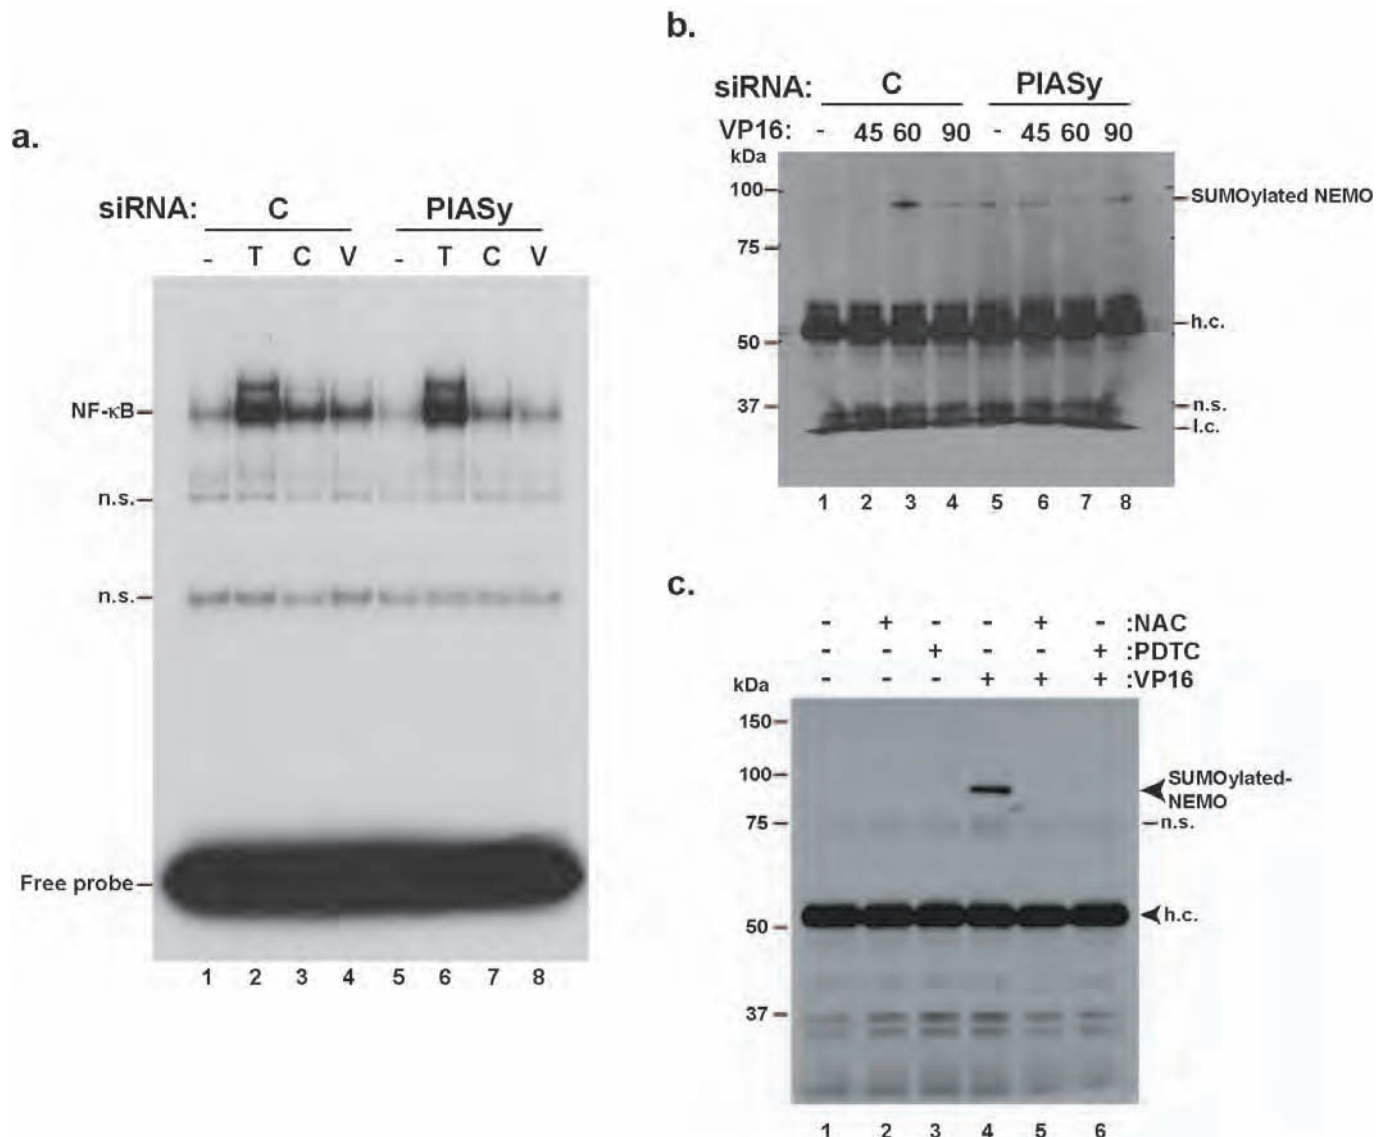 a.
siRNA: C PIASy
- T C V - T C V
NF-κB
n.s.
n.s.
Free probe
1 2 3 4 5 6 7 8
b.
siRNA: C PIASy
VP16: - 45 60 90 - 45 60 90
kDa
100
75
50
37
SUMOylated NEMO
h.c.
n.s.
l.c.
1 2 3 4 5 6 7 8
c.
- + - - + - :NAC
- - + - - + :PDTC
- - - + + + :VP16
kDa
150
100
75
50
37
SUMOylated-
NEMO
n.s.
h.c.
1 2 3 4 5 6